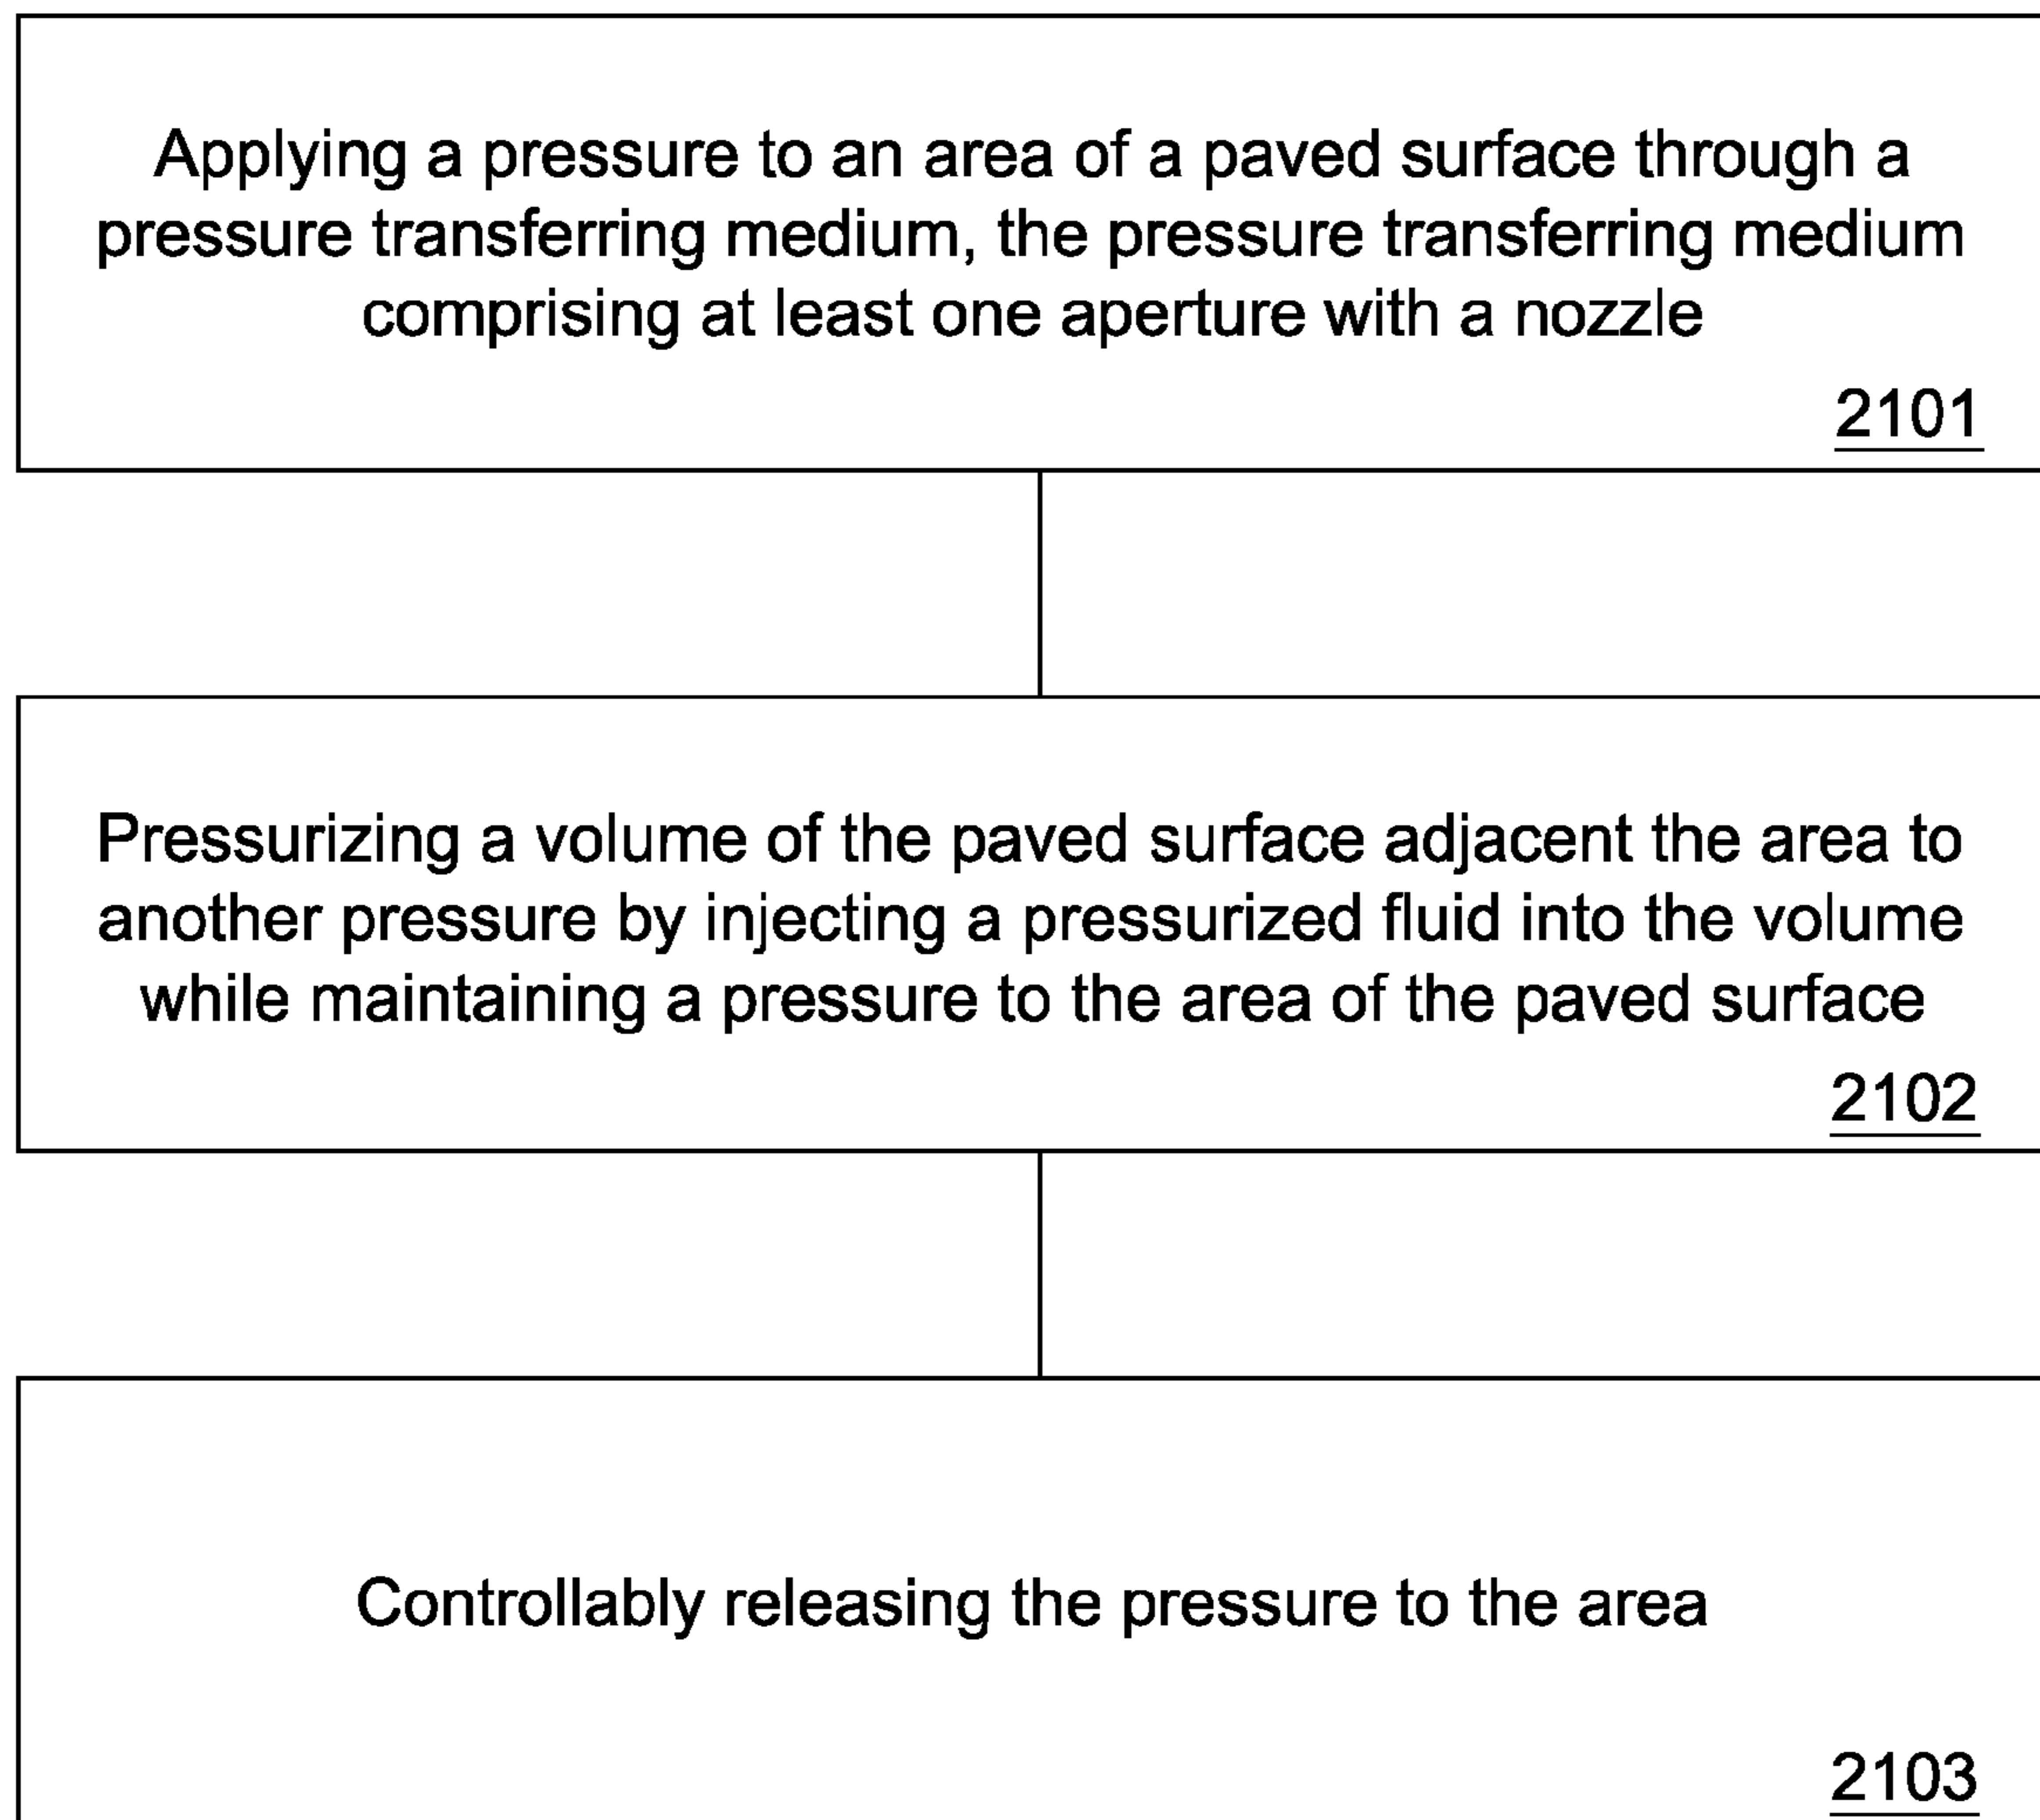 Applying a pressure to an area of a paved surface through a
pressure transferring medium, the pressure transferring medium
comprising at least one aperture with a nozzle
2101
Pressurizing a volume of the paved surface adjacent the area to
another pressure by injecting a pressurized fluid into the volume
while maintaining a pressure to the area of the paved surface
2102
Controllably releasing the pressure to the area
2103